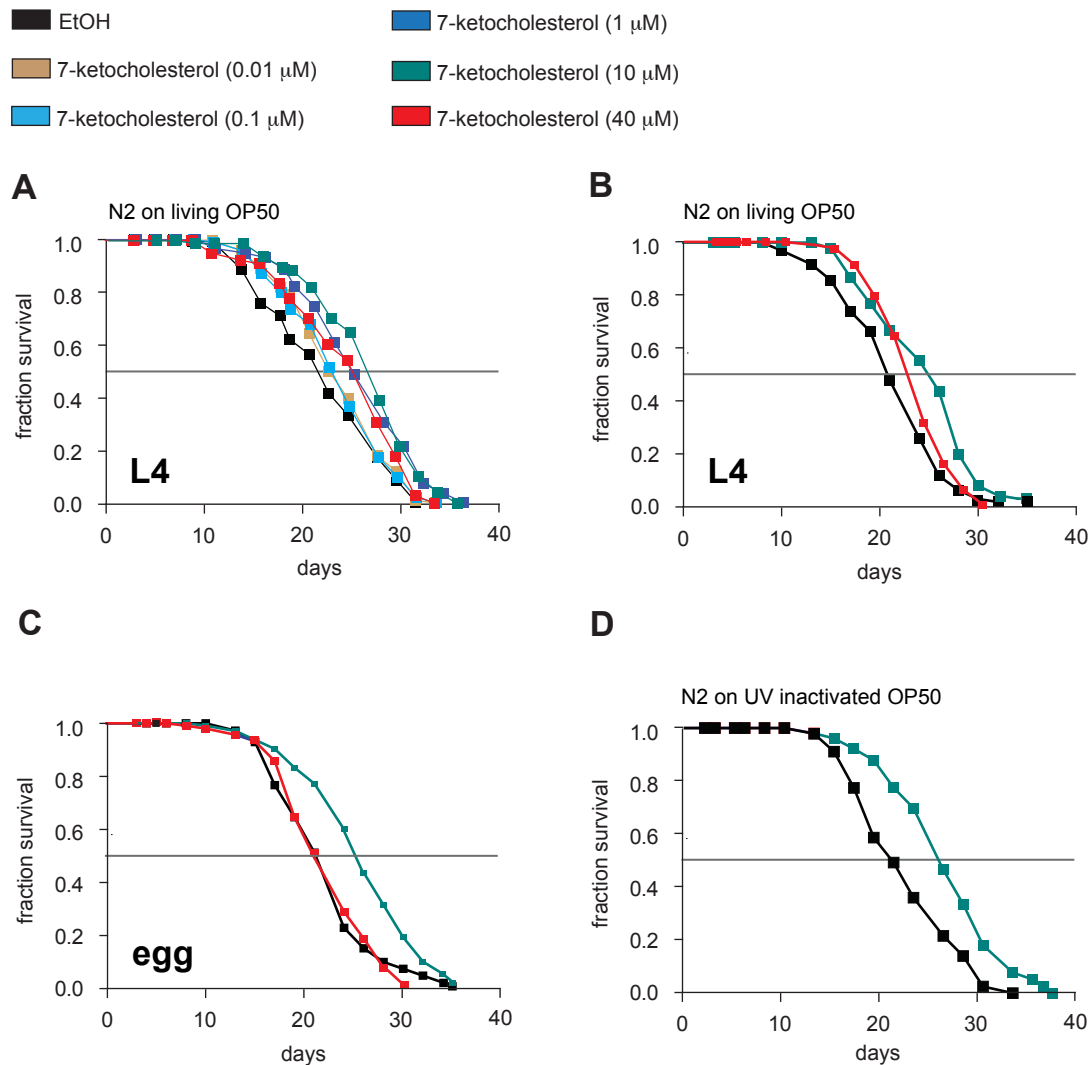 EtOH
7-ketocholesterol (1 μM)
7-ketocholesterol (0.01 μM)
7-ketocholesterol (10 μM)
7-ketocholesterol (0.1 μM)
7-ketocholesterol (40 μM)
A
N2 on living OP50
1.0
0.8
0.6
0.4
0.2
0.0
fraction survival
L4
0 10 20 30 40
days
B
N2 on living OP50
1.0
0.8
0.6
0.4
0.2
0.0
fraction survival
L4
0 10 20 30 40
days
C
1.0
0.8
0.6
0.4
0.2
0.0
fraction survival
egg
0 10 20 30 40
days
D
N2 on UV inactivated OP50
1.0
0.8
0.6
0.4
0.2
0.0
fraction survival
0 10 20 30 40
days